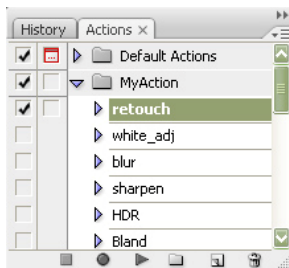 History Actions ×
Default Actions
MyAction
retouch
white_adj
blur
sharpen
HDR
Bland